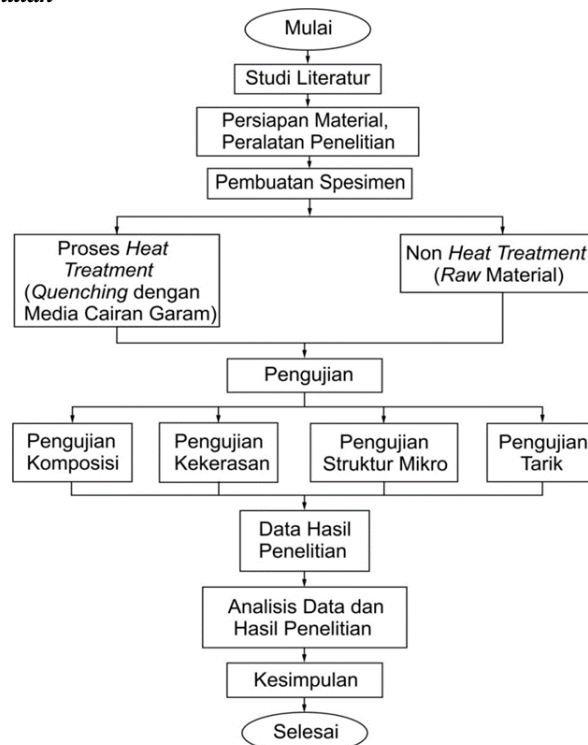 Mulai
Studi Literatur
Persiapan Material,
Peralatan Penelitian
Pembuatan Spesimen
Proses Heat
Treatment
(Quenching dengan
Media Cairan Garam)
Non Heat Treatment
(Raw Material)
Pengujian
Pengujian
Komposisi
Pengujian
Kekerasan
Pengujian
Struktur Mikro
Pengujian
Tarik
Data Hasil
Penelitian
Analisis Data dan
Hasil Penelitian
Kesimpulan
Selesai